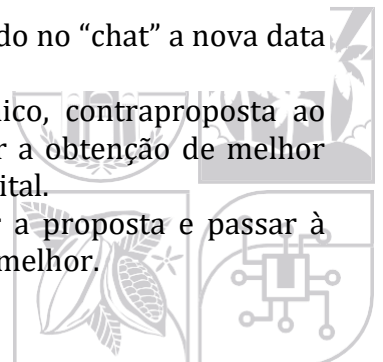 do no “chat” a nova data
ico, contraproposta ao
r a obtenção de melhor
ital.
r a proposta e passar à
melhor.